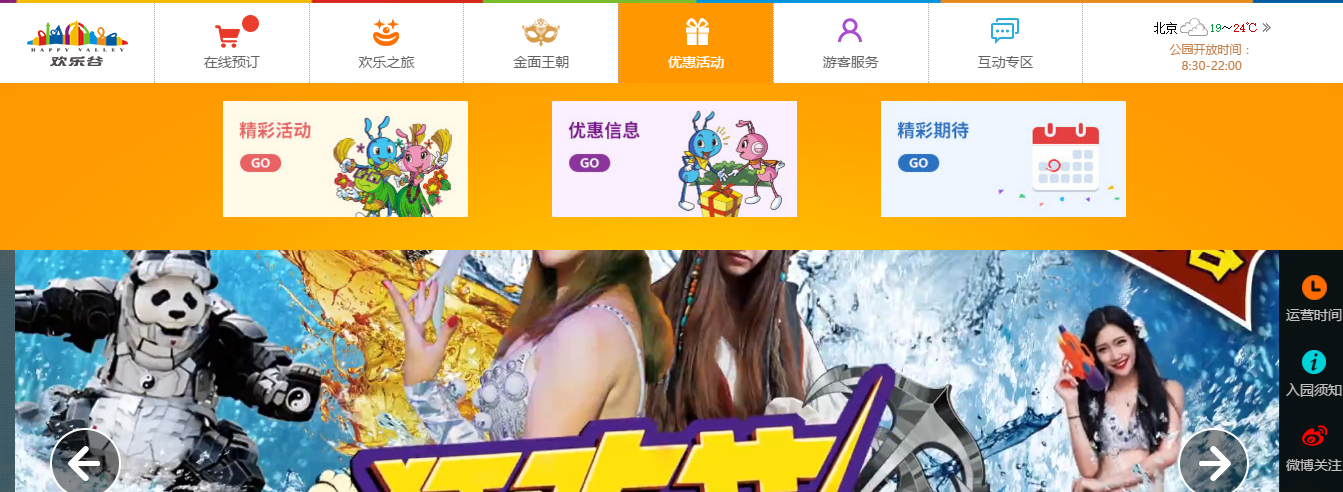 HAPPY VALLEY
欢乐谷
在线预订
欢乐之旅
金面王朝
优惠活动
游客服务
互动专区
北京 19～24℃
公园开放时间：
8:30-22:00
精彩活动
GO
优惠信息
GO
精彩期待
GO
运营时间
入园须知
微博关注